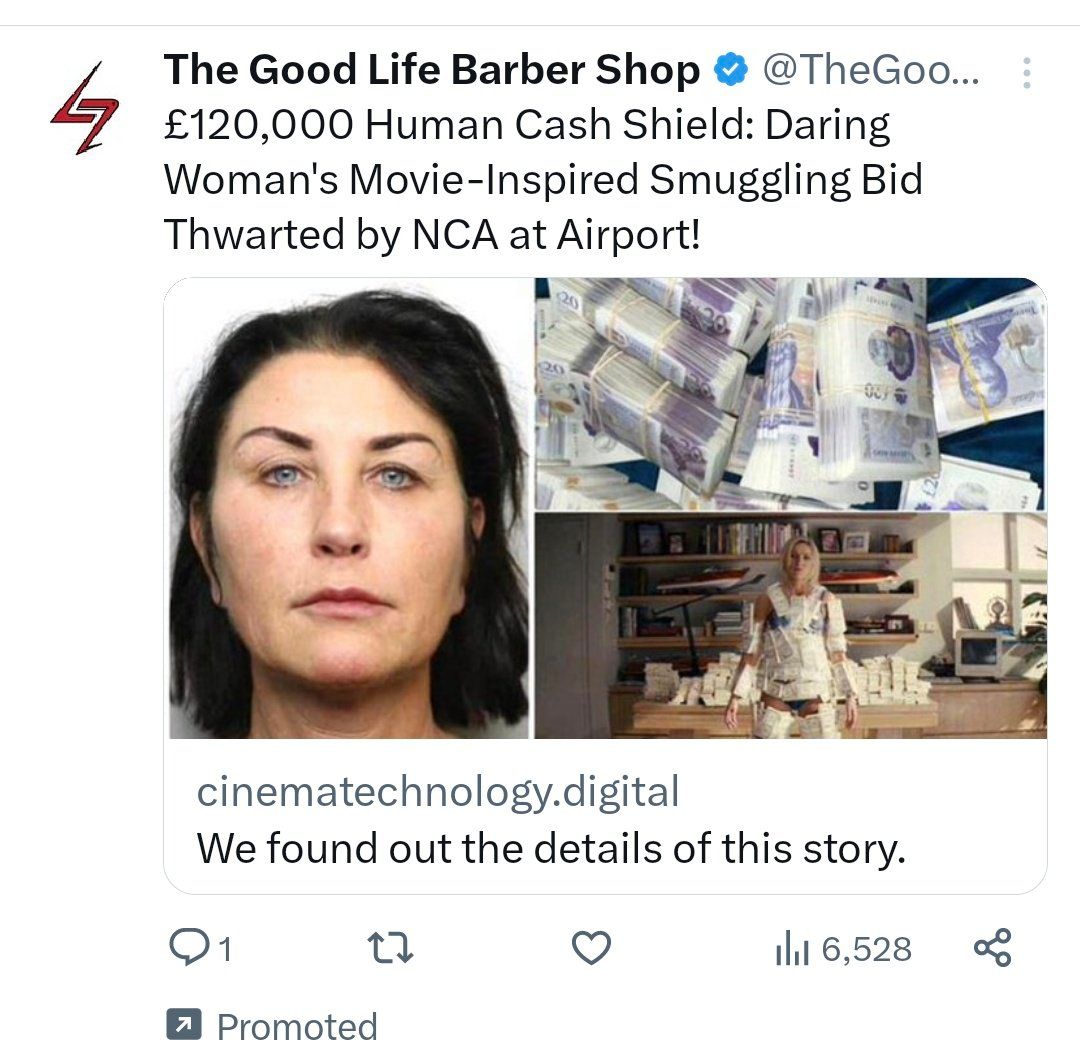 The Good Life Barber Shop @TheGoo...
£120,000 Human Cash Shield: Daring
Woman's Movie-Inspired Smuggling Bid
Thwarted by NCA at Airport!
cinematechnology.digital
We found out the details of this story.
1
6,528
Promoted